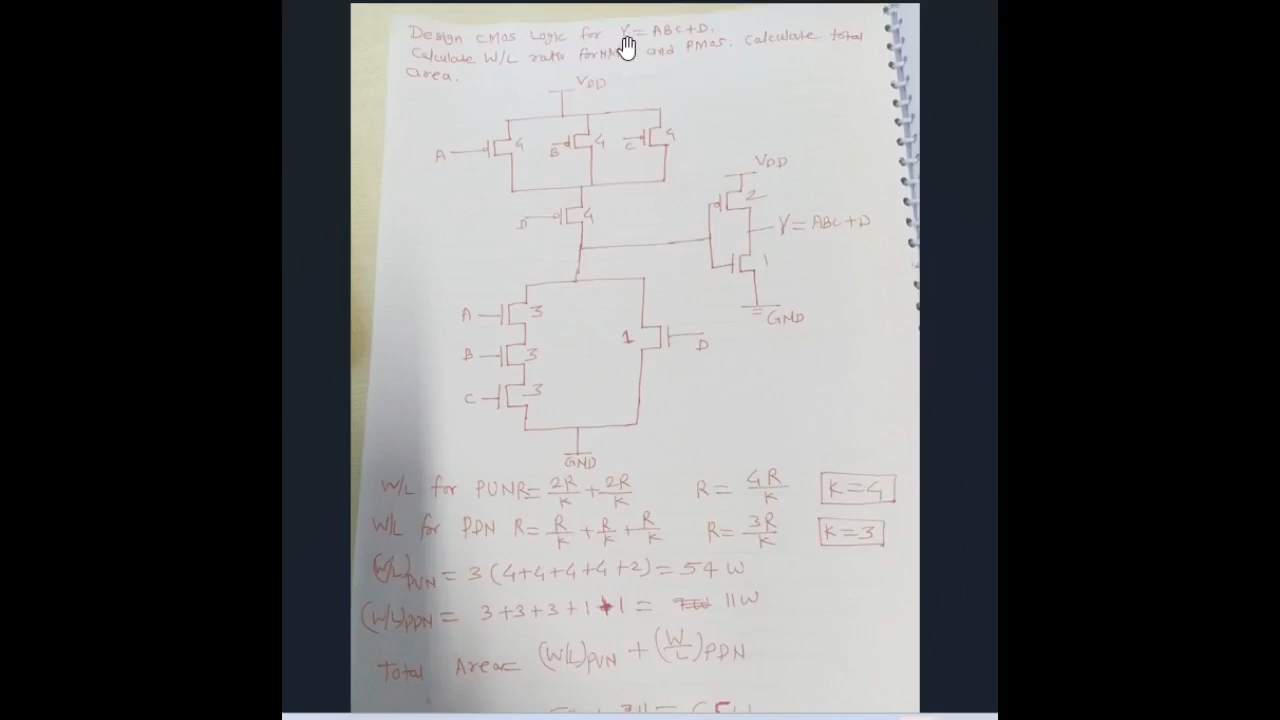 Design CMOS Logic for Y= ABC+D.
Calculate W/L ratio for and PMOS. Calculate total
area.
VDD
A 4 B 4 C 4
D 4
VDD
2
Y= ABC+D
1
GND
A 3
B 3
C 3
1 D
GND
W/L for PUN R= 2R/K + 2R/K R= 4R/K K=4
W/L for PDN R= R/K + R/K + R/K R= 3R/K K=3
(W/L)PUN = 3(4+4+4+4+2) = 54 W
(W/L)PDN = 3+3+3+1+1 = 11W
Total Area= (W/L)PUN + (W/L)PDN